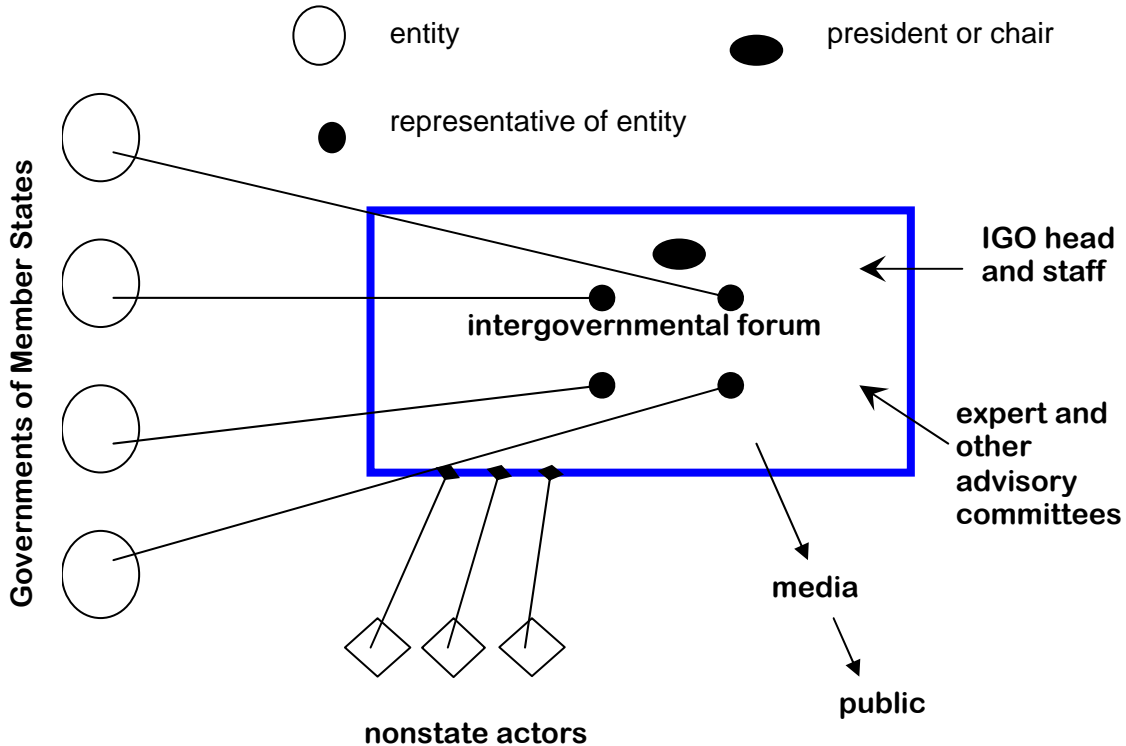 entity
president or chair
representative of entity
Governments of Member States
IGO head
and staff
intergovernmental forum
expert and
other
advisory
committees
media
public
nonstate actors